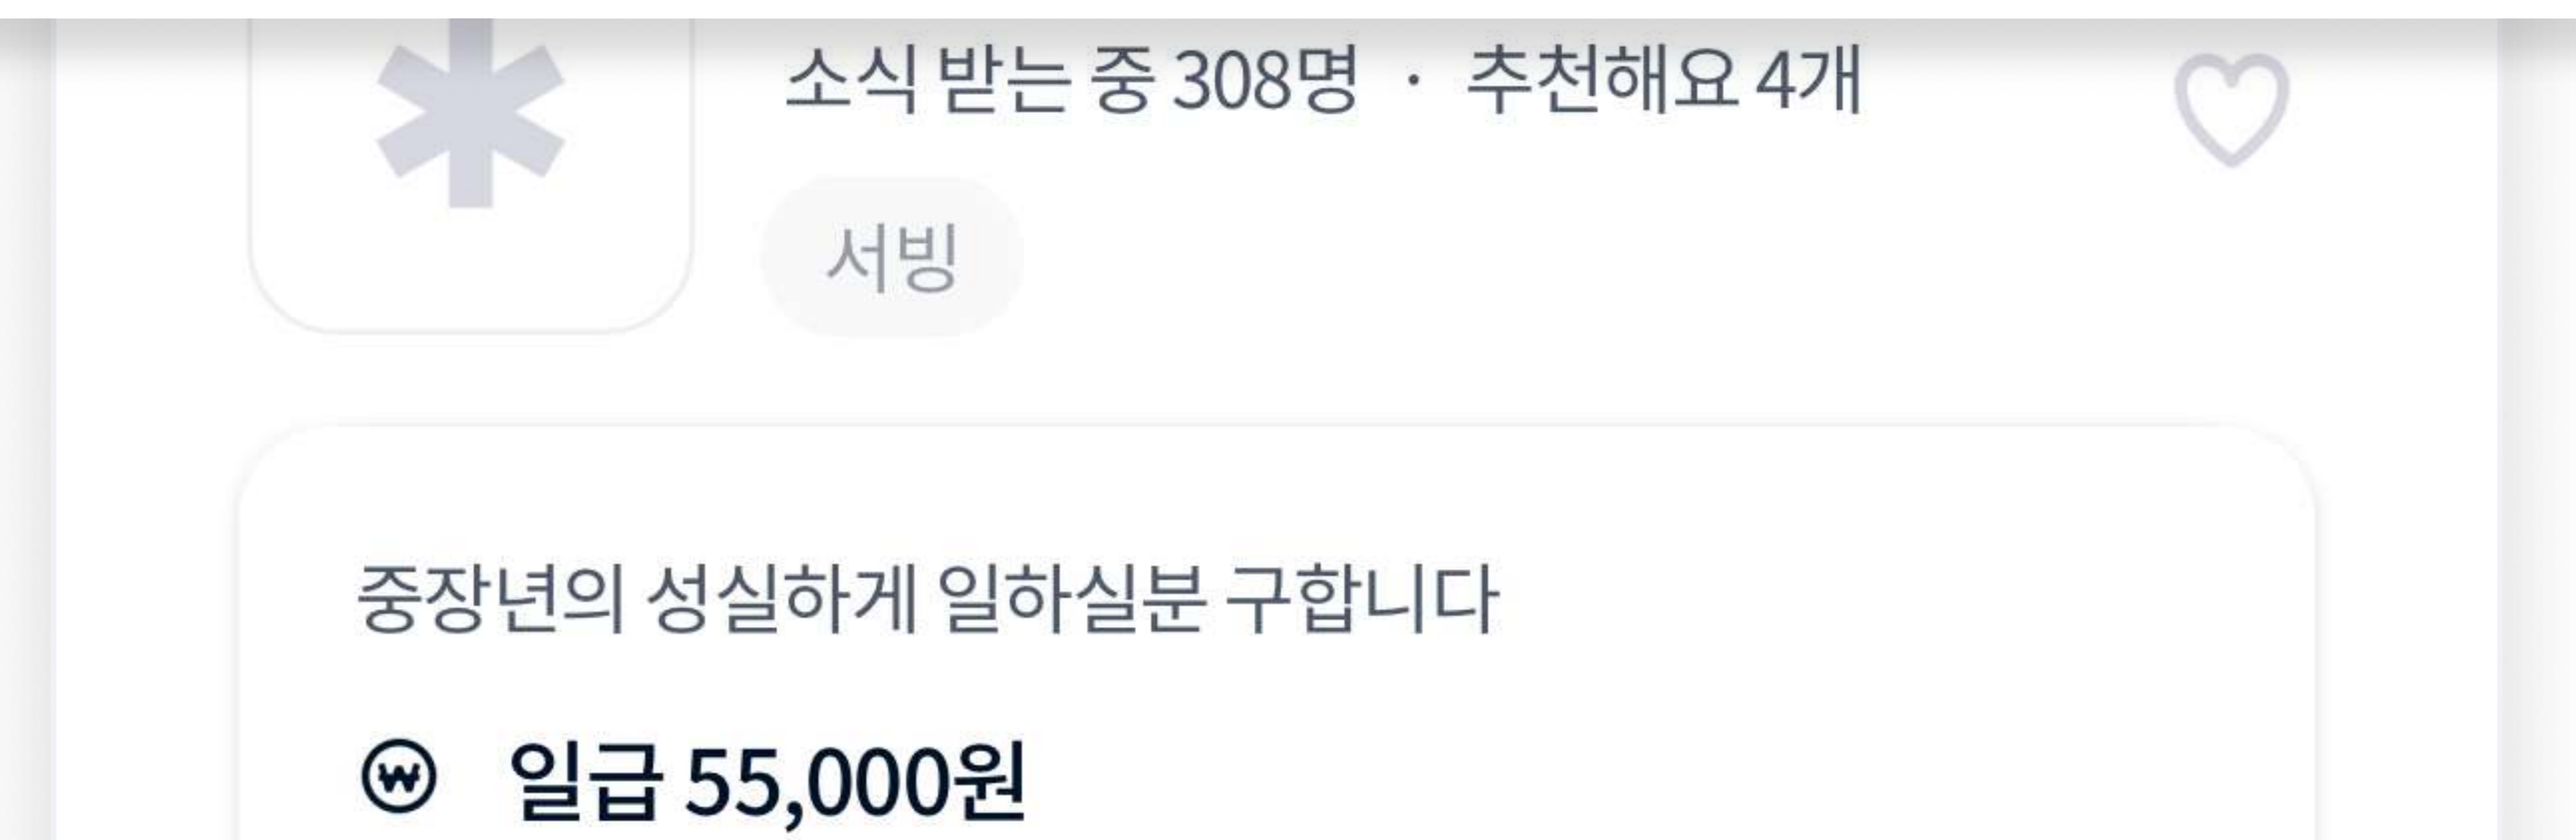 소식 받는 중 308명 · 추천해요 4개
서빙
중장년의 성실하게 일하실분 구합니다
₩ 일급 55,000원